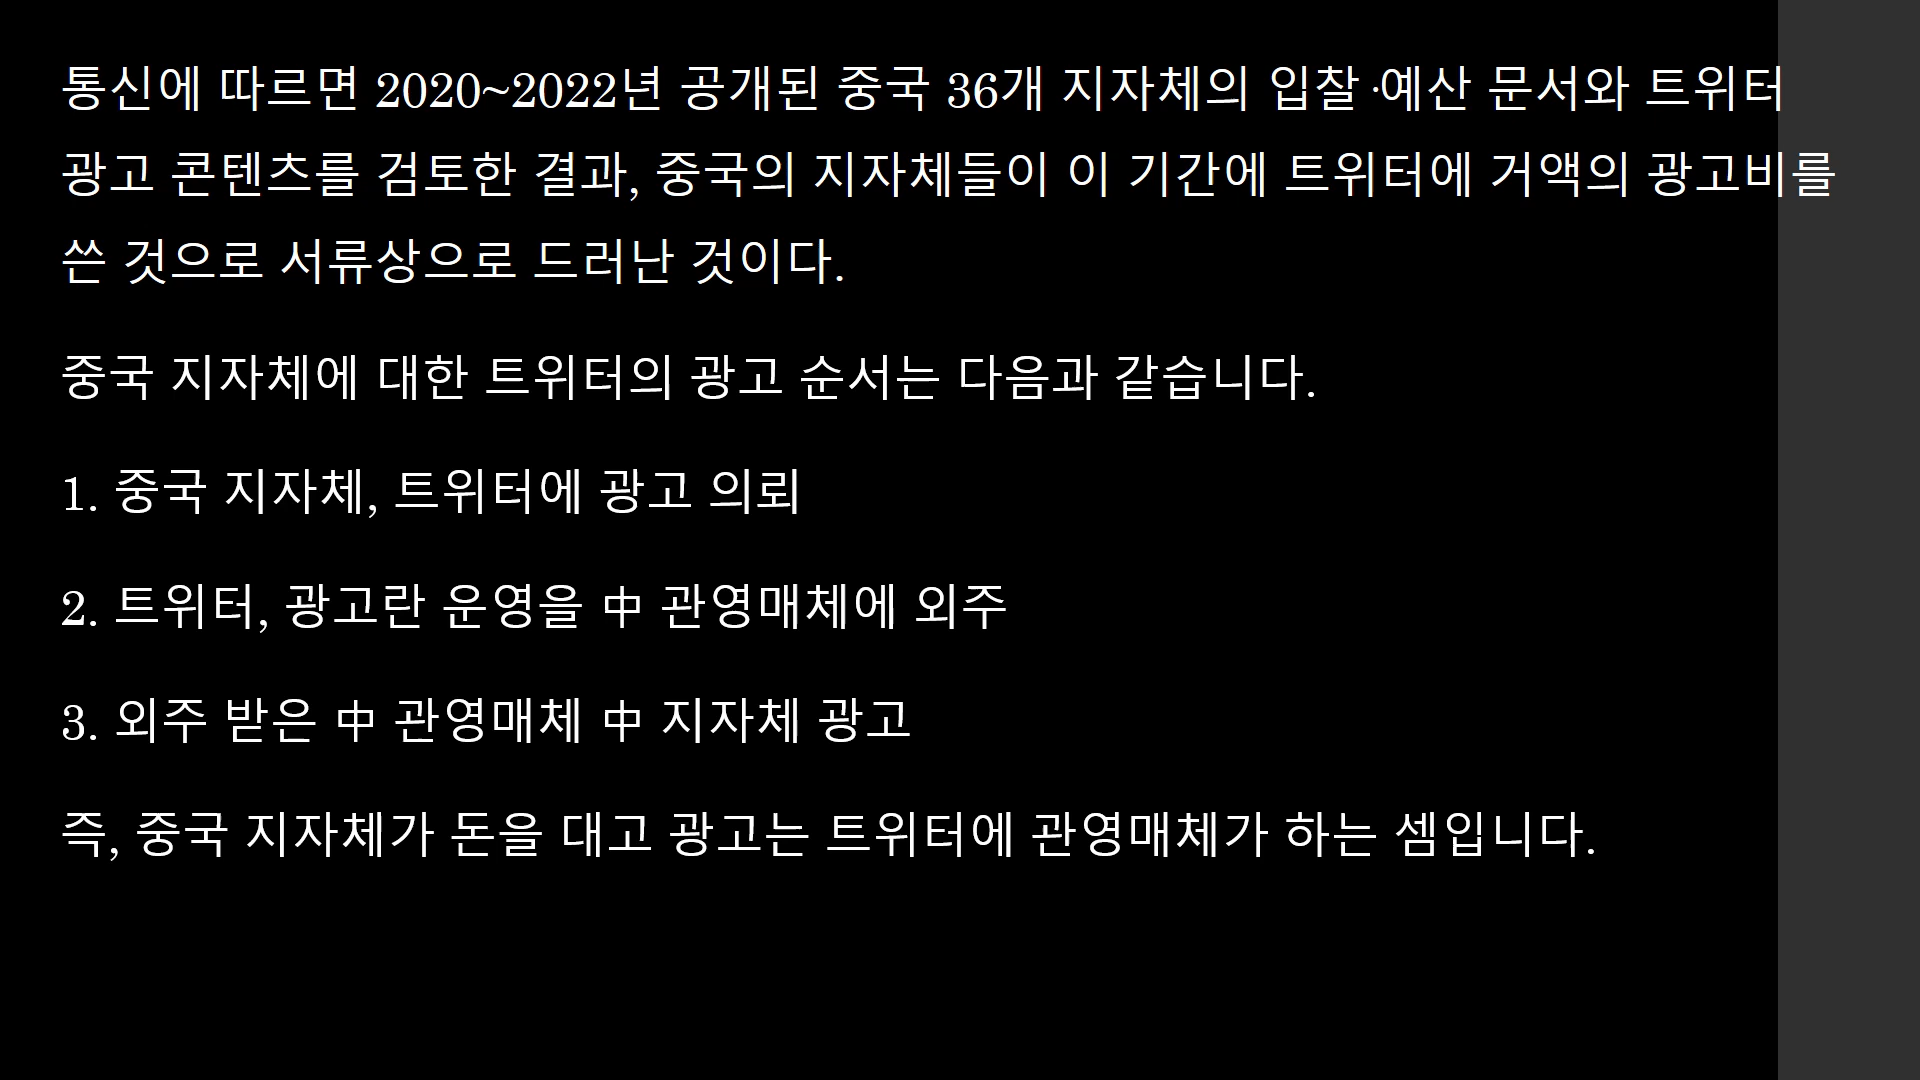 통신에 따르면 2020~2022년 공개된 중국 36개 지자체의 입찰·예산 문서와 트위터
광고 콘텐츠를 검토한 결과, 중국의 지자체들이 이 기간에 트위터에 거액의 광고비를
쓴 것으로 서류상으로 드러난 것이다.
중국 지자체에 대한 트위터의 광고 순서는 다음과 같습니다.
1. 중국 지자체, 트위터에 광고 의뢰
2. 트위터, 광고란 운영을 中 관영매체에 외주
3. 외주 받은 中 관영매체 中 지자체 광고
즉, 중국 지자체가 돈을 대고 광고는 트위터에 관영매체가 하는 셈입니다.